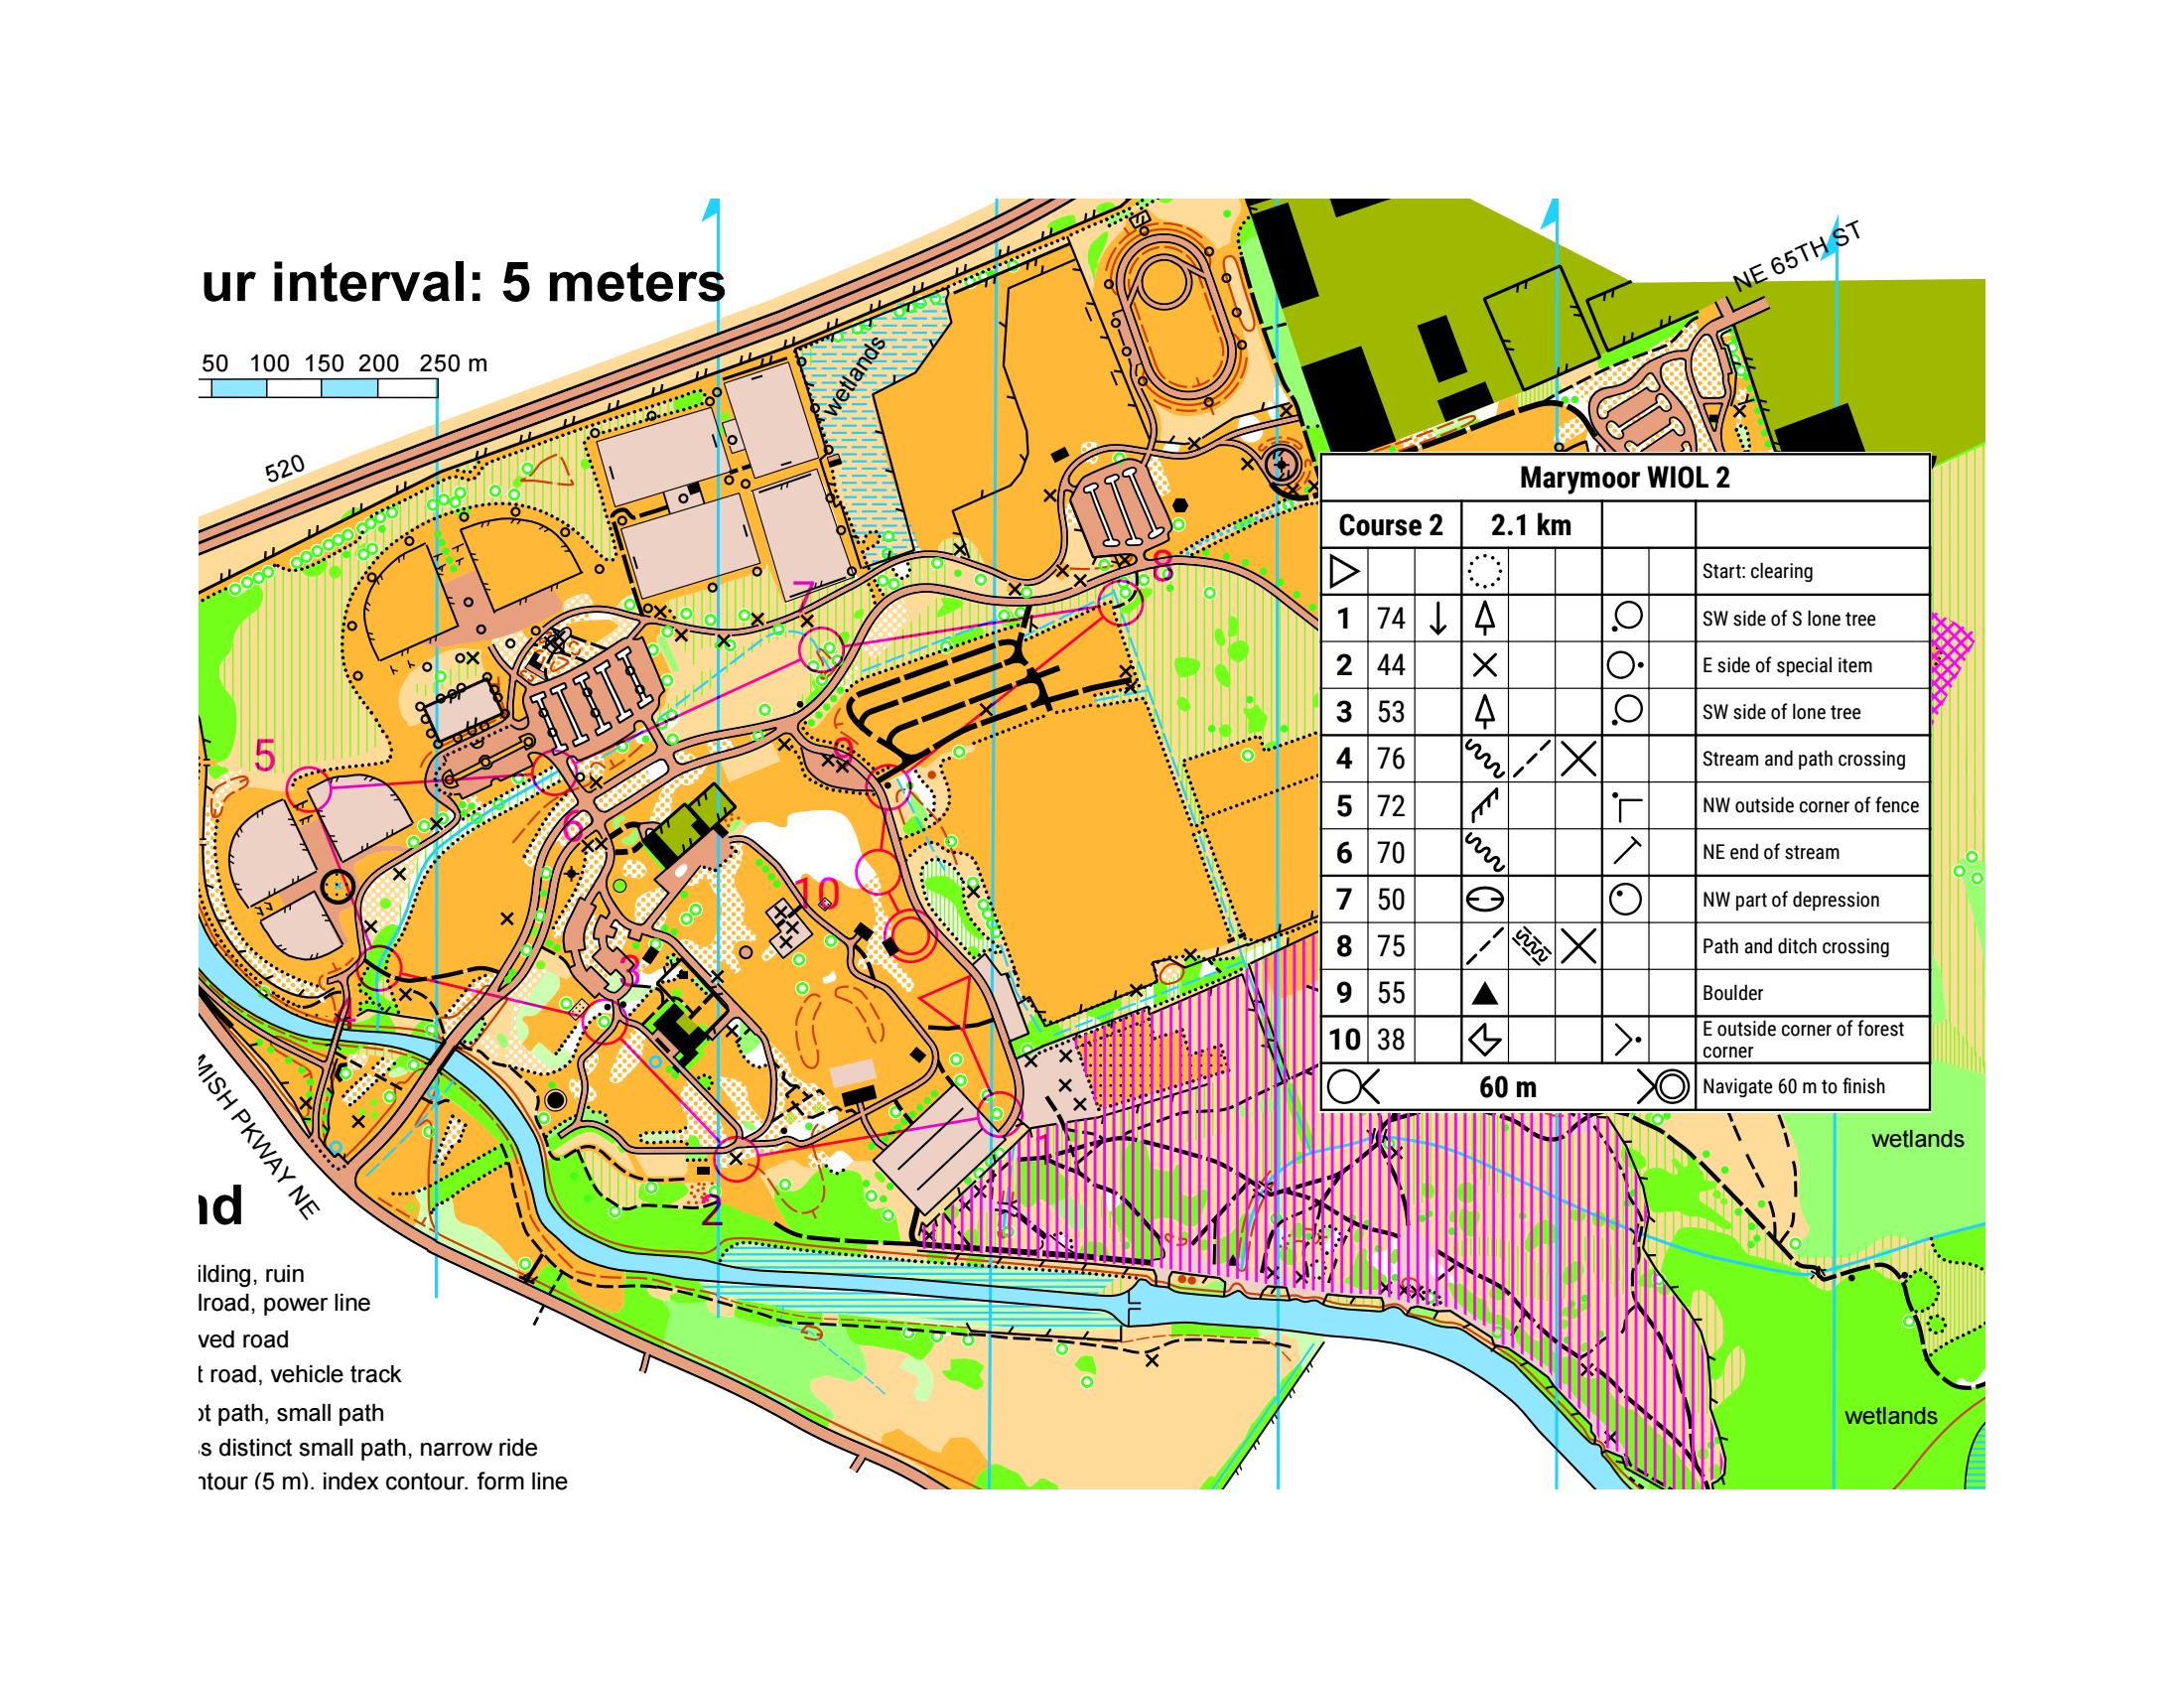 ur interval: 5 meters
50 100 150 200 250 m
520
wetlands
NE 65TH ST
7
8
5
9
6
10
3
4
1
2
MISH PKWAY NE
nd
ilding, ruin
lroad, power line
ved road
t road, vehicle track
ot path, small path
s distinct small path, narrow ride
ntour (5 m), index contour, form line
Marymoor WIOL 2
Course 2 2.1 km
Start: clearing
1 74 SW side of S lone tree
2 44 E side of special item
3 53 SW side of lone tree
4 76 Stream and path crossing
5 72 NW outside corner of fence
6 70 NE end of stream
7 50 NW part of depression
8 75 Path and ditch crossing
9 55 Boulder
10 38 E outside corner of forest
corner
60 m Navigate 60 m to finish
wetlands
wetlands